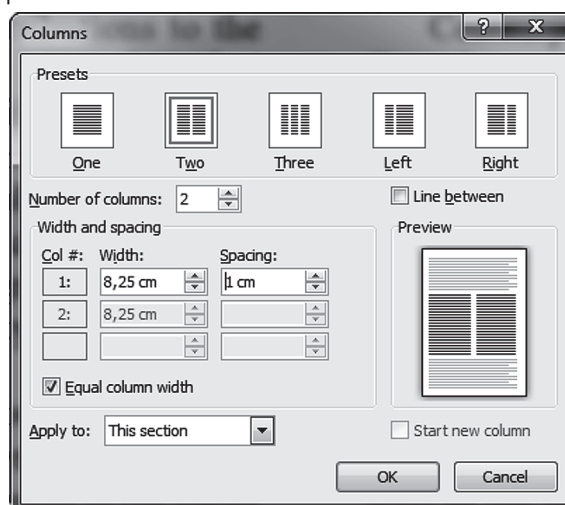 Columns
Presets
One Two Three Left Right
Number of columns: 2
Line between
Width and spacing
Preview
Col #: Width: Spacing:
1: 8,25 cm 1 cm
2: 8,25 cm
Equal column width
Apply to: This section
Start new column
OK Cancel